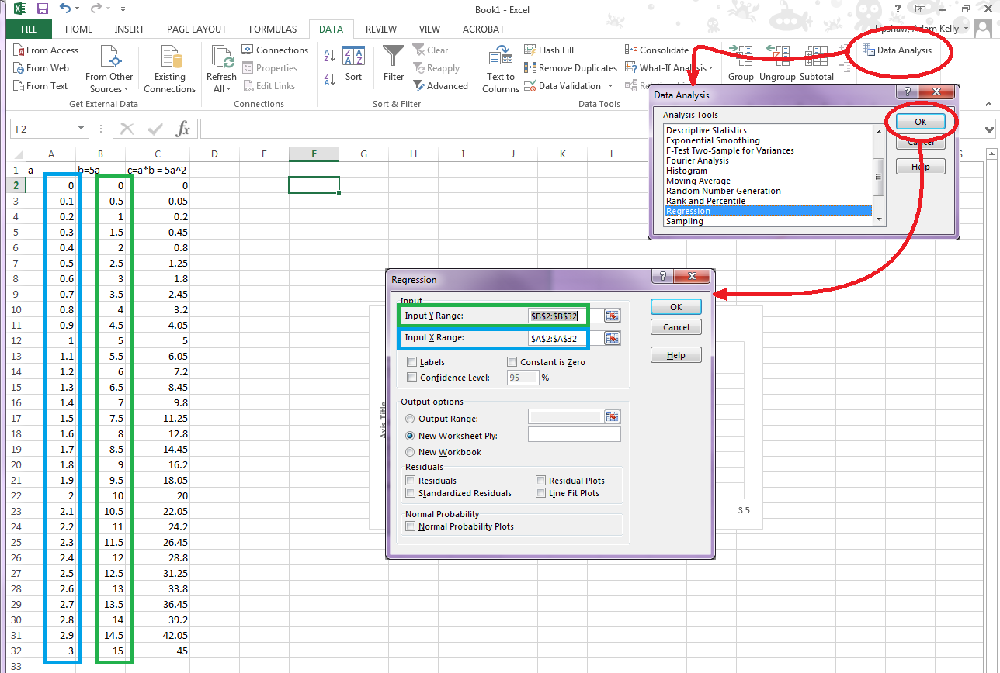 Book1 - Excel
FILE HOME INSERT PAGE LAYOUT FORMULAS DATA REVIEW VIEW ACROBAT Upshaw, Adam Kelly
From Access
From Web
From Text
From Other Sources
Existing Connections
Get External Data
Refresh All
Connections
Properties
Edit Links
Connections
Sort
Filter
Clear
Reapply
Advanced
Sort & Filter
Text to Columns
Flash Fill
Remove Duplicates
Data Validation
Consolidate
What-If Analysis
Data Tools
Group Ungroup Subtotal
Data Analysis
F2
fx
A B C D E F G H I J K L S
1 a b=5a c=a*b = 5a^2
2 0 0 0
3 0.1 0.5 0.05
4 0.2 1 0.2
5 0.3 1.5 0.45
6 0.4 2 0.8
7 0.5 2.5 1.25
8 0.6 3 1.8
9 0.7 3.5 2.45
10 0.8 4 3.2
11 0.9 4.5 4.05
12 1 5 5
13 1.1 5.5 6.05
14 1.2 6 7.2
15 1.3 6.5 8.45
16 1.4 7 9.8
17 1.5 7.5 11.25
18 1.6 8 12.8
19 1.7 8.5 14.45
20 1.8 9 16.2
21 1.9 9.5 18.05
22 2 10 20
23 2.1 10.5 22.05
24 2.2 11 24.2
25 2.3 11.5 26.45
26 2.4 12 28.8
27 2.5 12.5 31.25
28 2.6 13 33.8
29 2.7 13.5 36.45
30 2.8 14 39.2
31 2.9 14.5 42.05
32 3 15 45
33
Data Analysis
Analysis Tools
Descriptive Statistics
Exponential Smoothing
F-Test Two-Sample for Variances
Fourier Analysis
Histogram
Moving Average
Random Number Generation
Rank and Percentile
Regression
Sampling
OK
Cancel
Help
Regression
Input
Input Y Range: $B$2:$B$32
Input X Range: $A$2:$A$32
Labels Constant is Zero
Confidence Level: 95 %
Output options
Output Range:
New Worksheet Ply:
New Workbook
Residuals
Residuals Residual Plots
Standardized Residuals Line Fit Plots
Normal Probability
Normal Probability Plots
OK
Cancel
Help
Axis Title
3.5